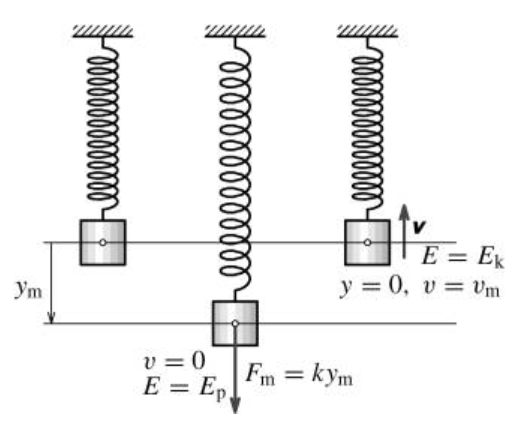 v
E = Eₖ
yₘ
y = 0, v = vₘ
v = 0
E = Eₚ
Fₘ = kyₘ